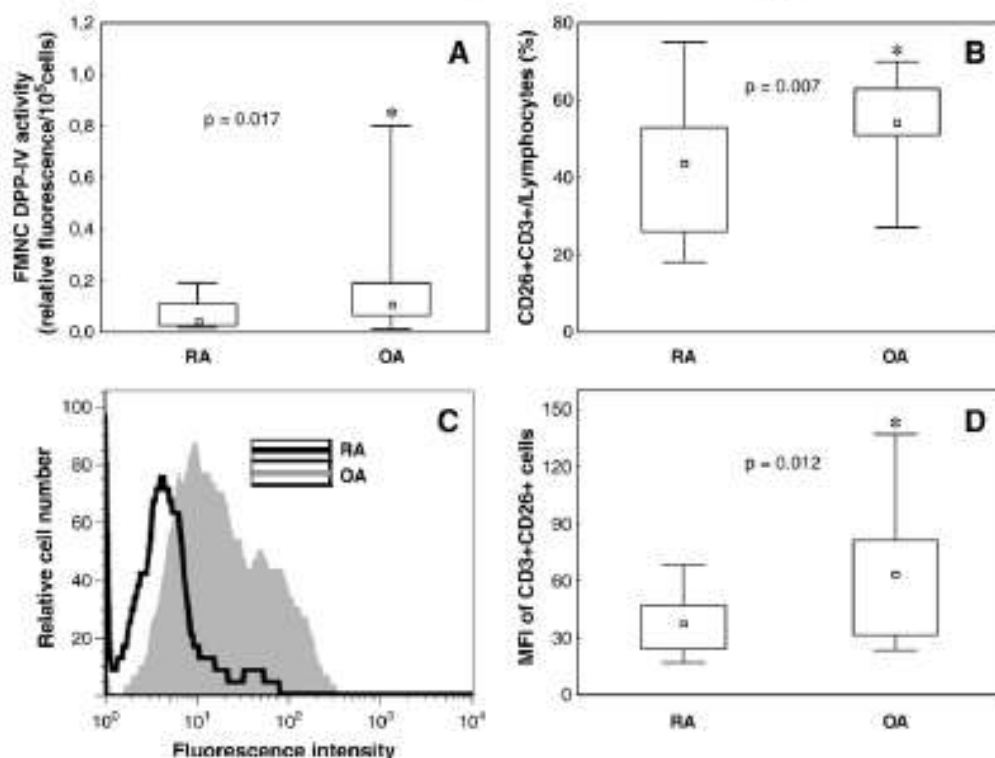 A
FMNC DPP-IV activity
(relative fluorescence/10⁵cells)
1.2
1.0
0.8
0.6
0.4
0.2
0.0
p = 0.017
*
RA OA
B
CD26+CD3+/Lymphocytes (%)
80
60
40
20
0
p = 0.007
*
RA OA
C
Relative cell number
100
80
60
40
20
RA
OA
10⁰ 10¹ 10² 10³ 10⁴
Fluorescence intensity
D
MFI of CD3+CD26+ cells
150
120
90
60
30
0
p = 0.012
*
RA OA